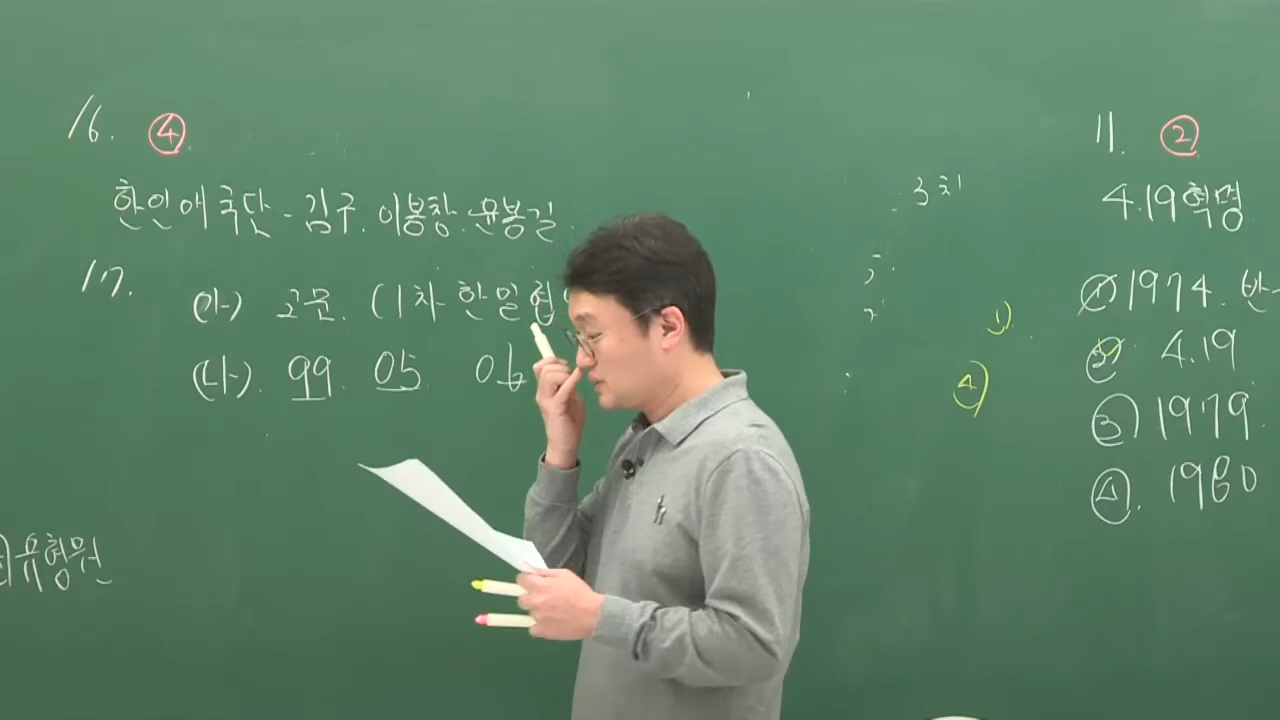 16. ④
한인애국단 - 김구. 이봉창. 윤봉길.
17.
(가) 고문. (1차 한일협
(나). 99. 05. 06
유형원
3차
1)
④
11. ②
4.19혁명
① 1974. 반
② 4.19
③ 1979.
④. 1980